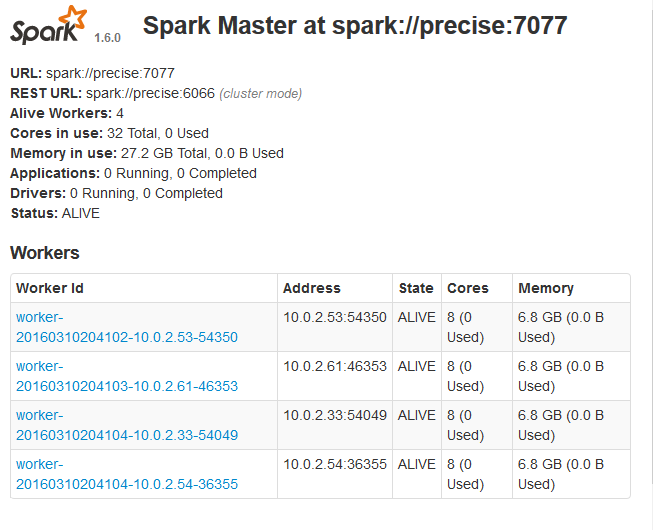 Spark 1.6.0 Spark Master at spark://precise:7077
URL: spark://precise:7077
REST URL: spark://precise:6066 (cluster mode)
Alive Workers: 4
Cores in use: 32 Total, 0 Used
Memory in use: 27.2 GB Total, 0.0 B Used
Applications: 0 Running, 0 Completed
Drivers: 0 Running, 0 Completed
Status: ALIVE
Workers
Worker Id Address State Cores Memory
worker- 10.0.2.53:54350 ALIVE 8 (0 6.8 GB (0.0 B
20160310204102-10.0.2.53-54350 Used) Used)
worker- 10.0.2.61:46353 ALIVE 8 (0 6.8 GB (0.0 B
20160310204103-10.0.2.61-46353 Used) Used)
worker- 10.0.2.33:54049 ALIVE 8 (0 6.8 GB (0.0 B
20160310204104-10.0.2.33-54049 Used) Used)
worker- 10.0.2.54:36355 ALIVE 8 (0 6.8 GB (0.0 B
20160310204104-10.0.2.54-36355 Used) Used)